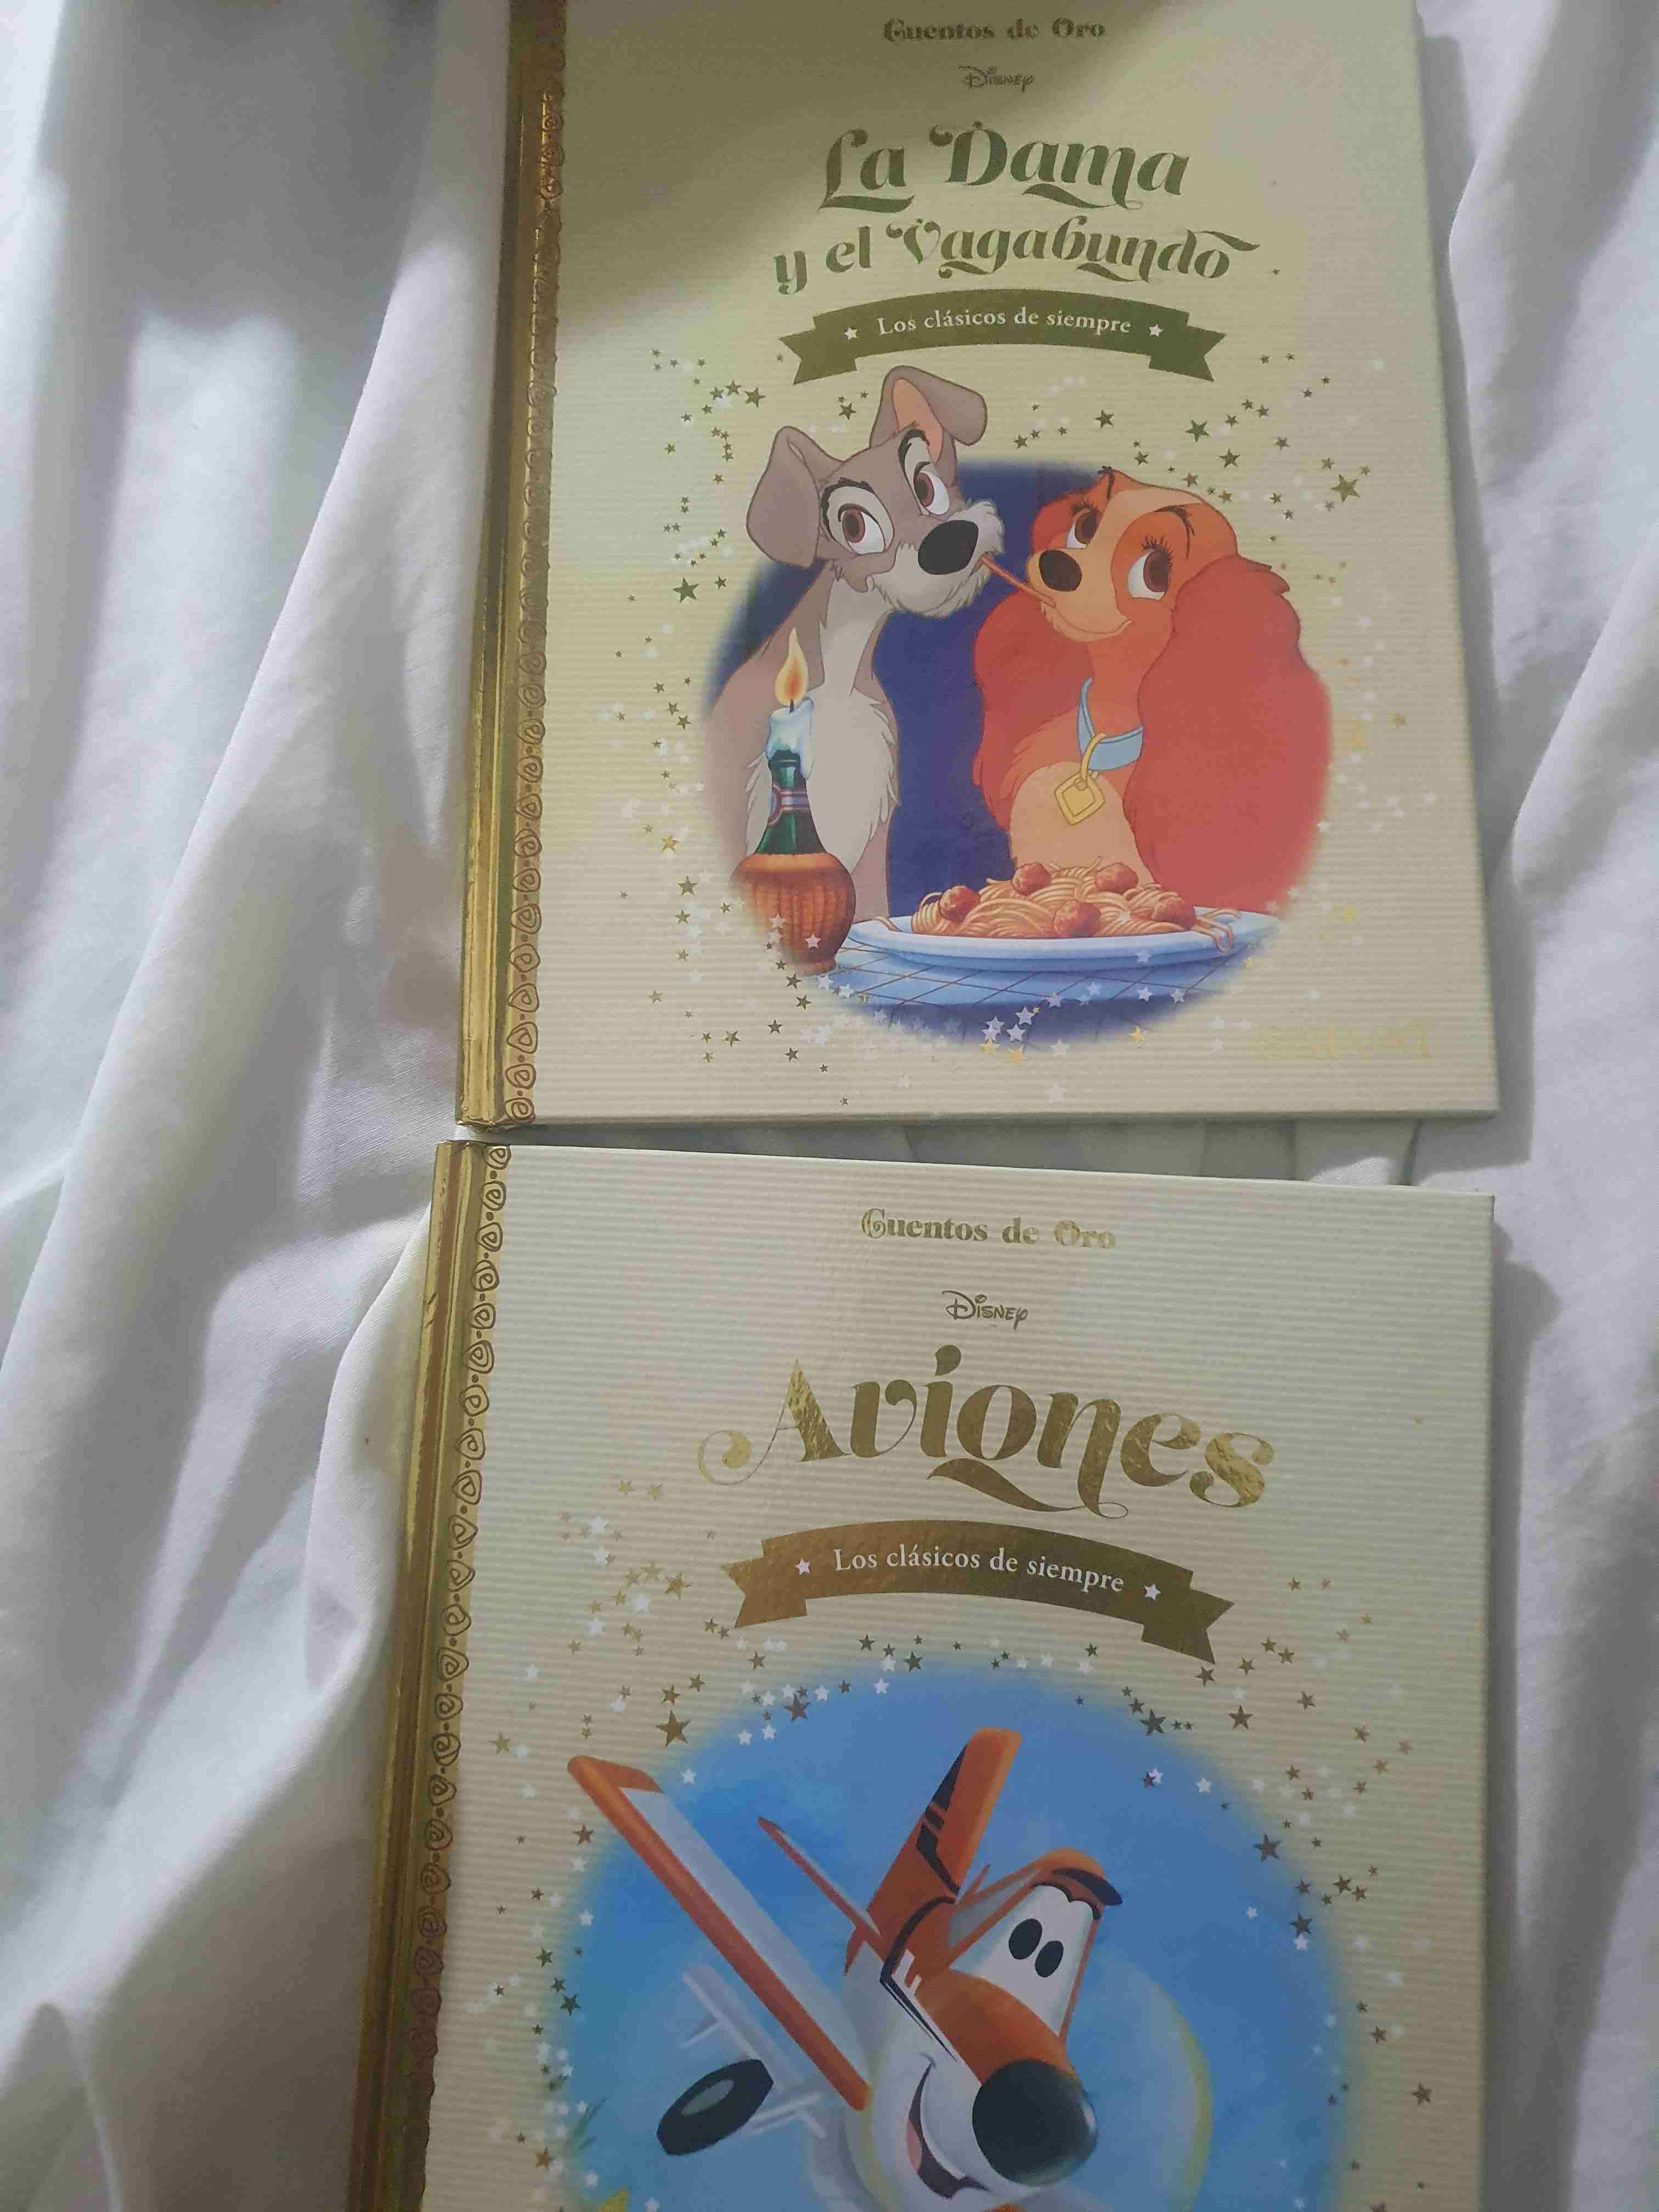 Cuentos de Oro
Disney
La Dama
y el Vagabundo
Los clásicos de siempre
Cuentos de Oro
Disney
Aviones
Los clásicos de siempre